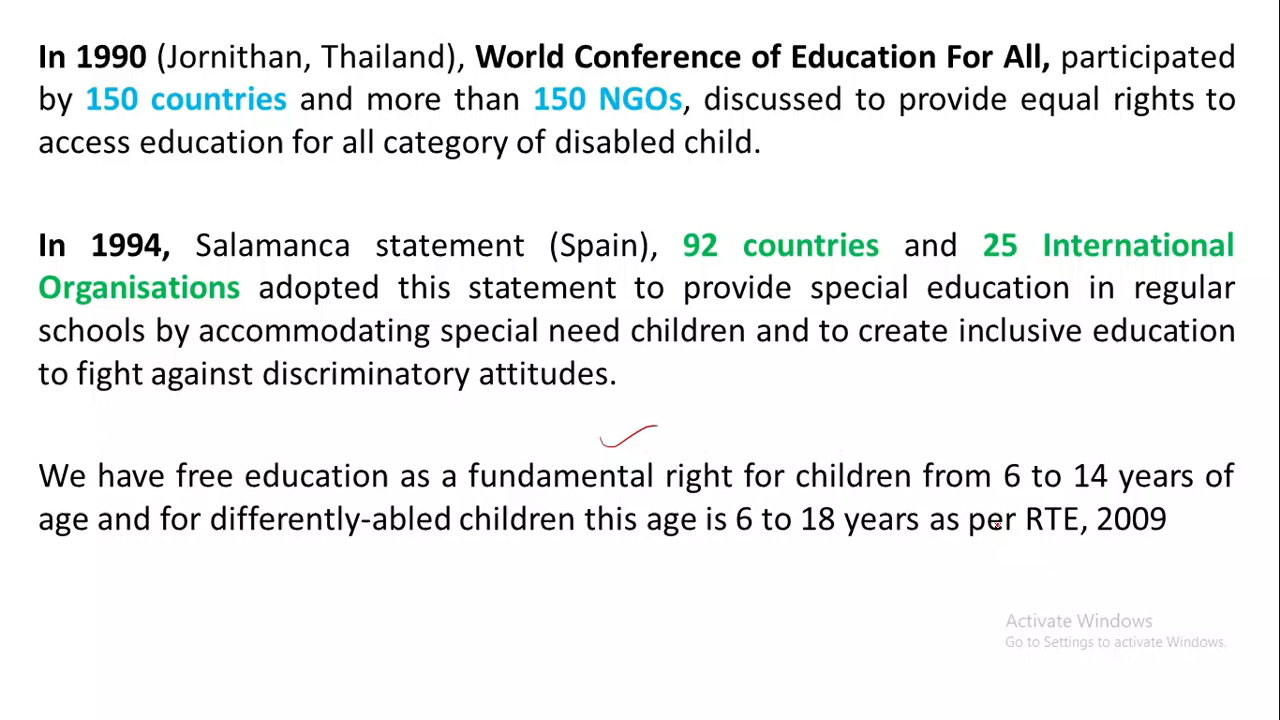 In 1990 (Jornithan, Thailand), World Conference of Education For All, participated
by 150 countries and more than 150 NGOs, discussed to provide equal rights to
access education for all category of disabled child.
In 1994, Salamanca statement (Spain), 92 countries and 25 International
Organisations adopted this statement to provide special education in regular
schools by accommodating special need children and to create inclusive education
to fight against discriminatory attitudes.
We have free education as a fundamental right for children from 6 to 14 years of
age and for differently-abled children this age is 6 to 18 years as per RTE, 2009
Activate Windows
Go to Settings to activate Windows.